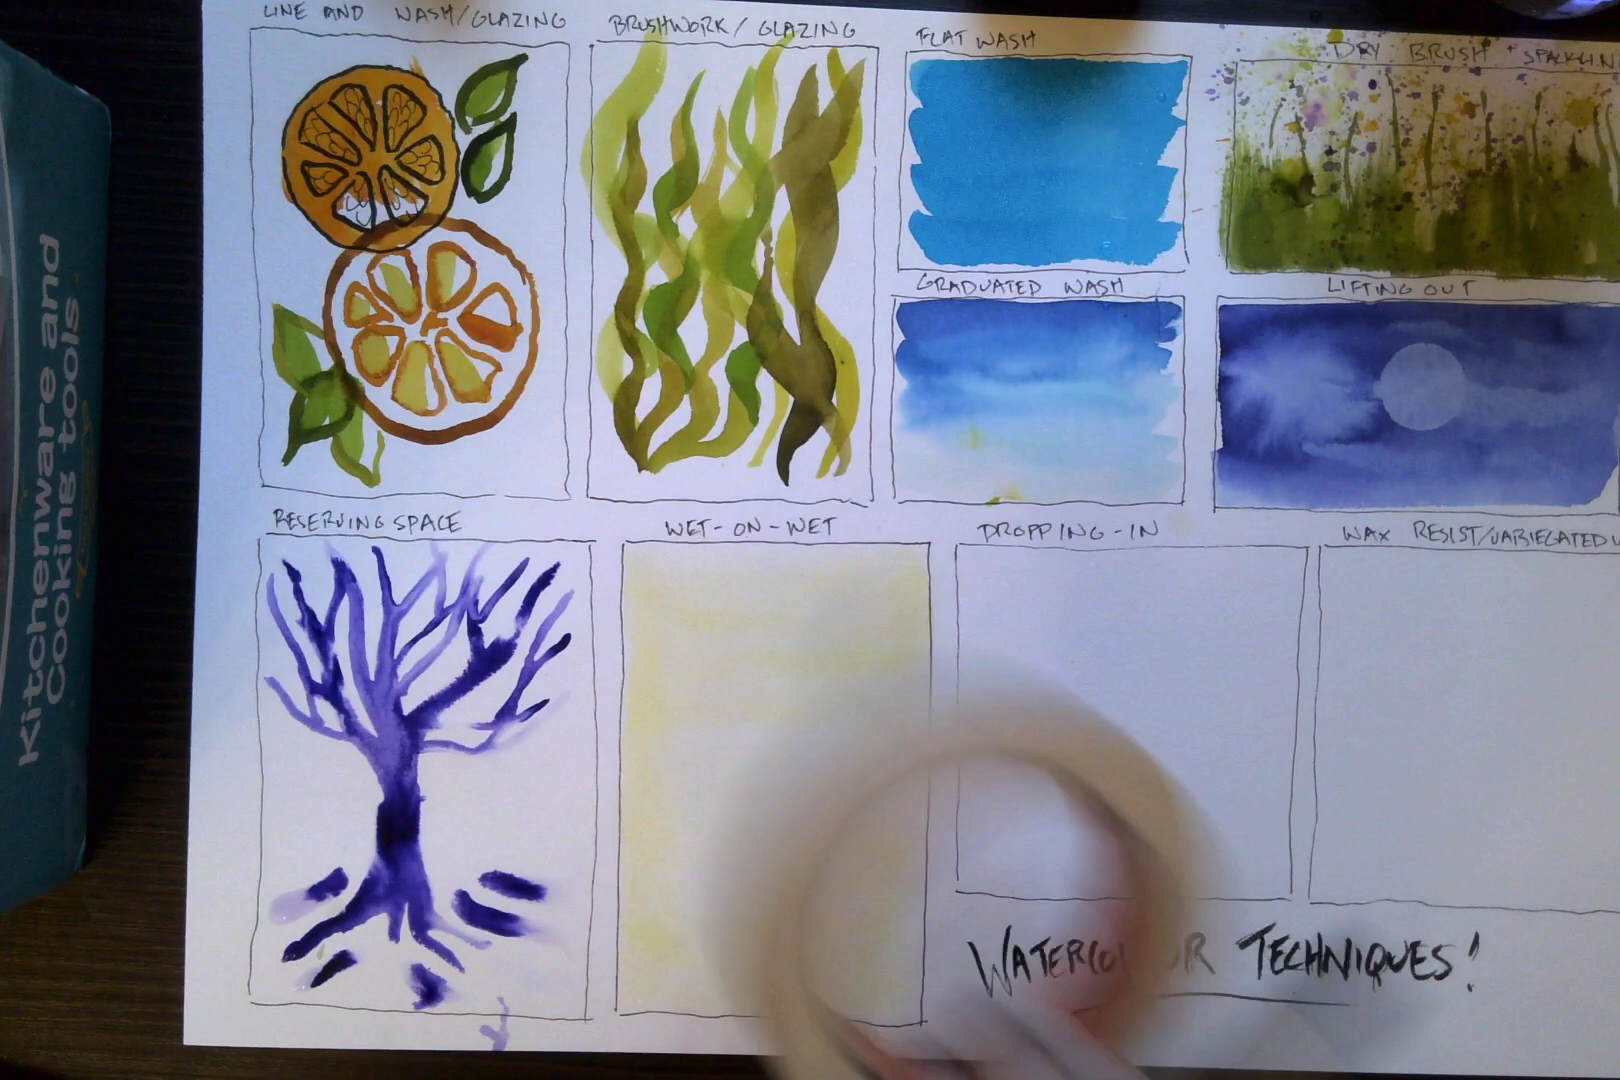 LINE AND WASH/GLAZING
BRUSHWORK/GLAZING
FLAT WASH
DRY BRUSH +
GRADUATED WASH
LIFTING OUT
RESERVING SPACE
WET-ON-WET
DROPPING-IN
WAX RESIST/VARIEGATED
TECHNIQUES!
Kitchenware and
Cooking tools